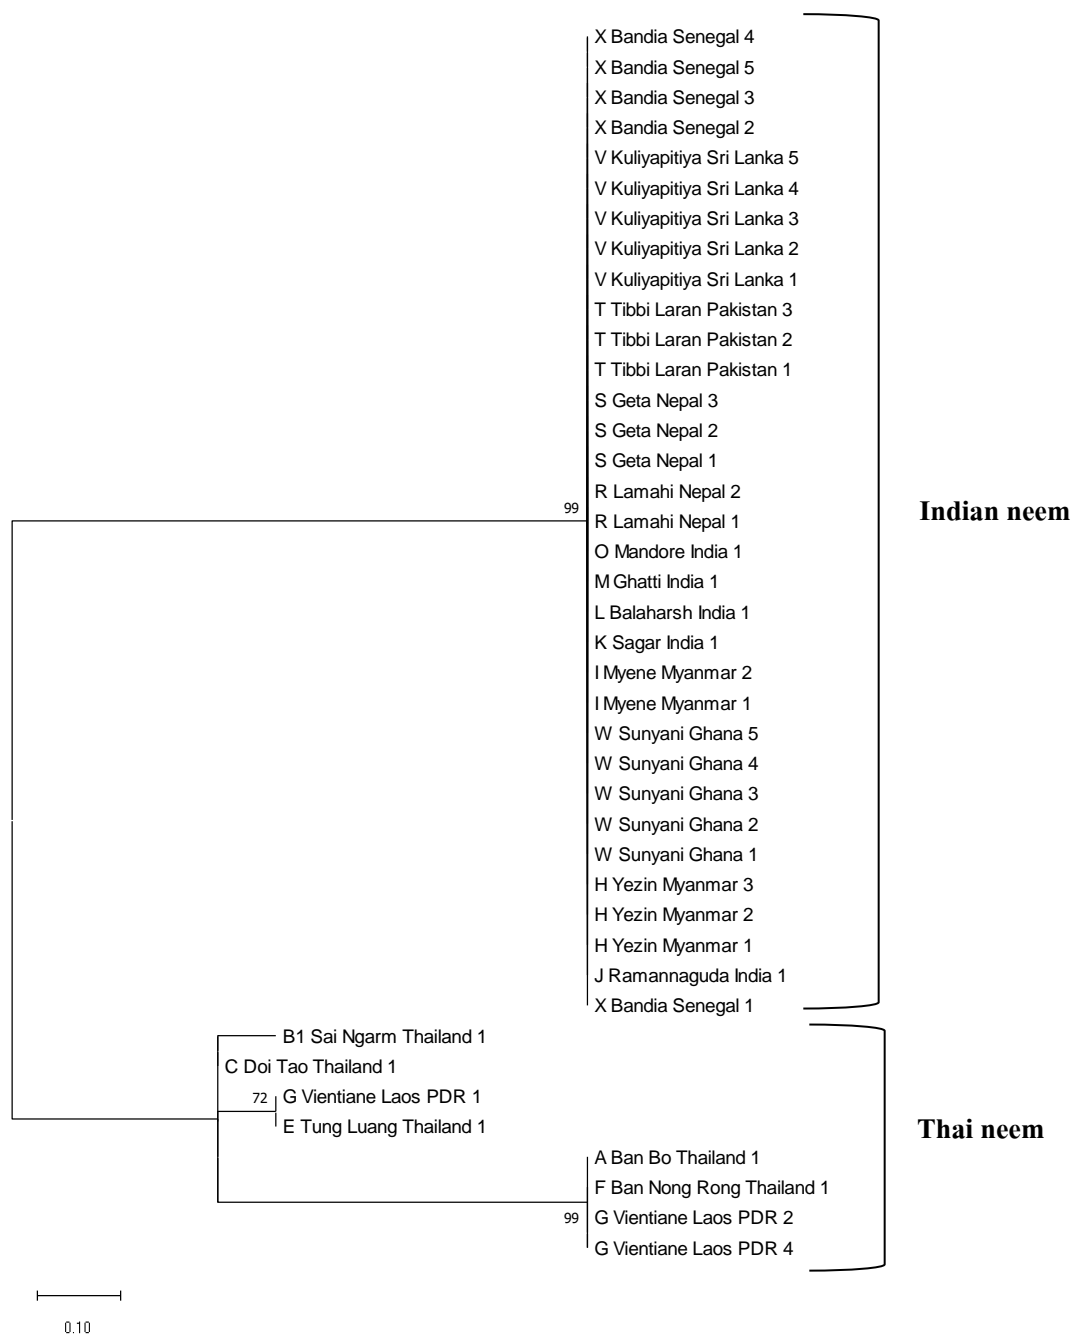 X Bandia Senegal 4
X Bandia Senegal 5
X Bandia Senegal 3
X Bandia Senegal 2
V Kuliyapitiya Sri Lanka 5
V Kuliyapitiya Sri Lanka 4
V Kuliyapitiya Sri Lanka 3
V Kuliyapitiya Sri Lanka 2
V Kuliyapitiya Sri Lanka 1
T Tibbi Laran Pakistan 3
T Tibbi Laran Pakistan 2
T Tibbi Laran Pakistan 1
S Geta Nepal 3
S Geta Nepal 2
S Geta Nepal 1
R Lamahi Nepal 2
99
Indian neem
R Lamahi Nepal 1
O Mandore India 1
M Ghatti India 1
L Balaharsh India 1
K Sagar India 1
I Myene Myanmar 2
I Myene Myanmar 1
W Sunyani Ghana 5
W Sunyani Ghana 4
W Sunyani Ghana 3
W Sunyani Ghana 2
W Sunyani Ghana 1
H Yezin Myanmar 3
H Yezin Myanmar 2
H Yezin Myanmar 1
J Ramannaguda India 1
X Bandia Senegal 1
B1 Sai Ngarm Thailand 1
C Doi Tao Thailand 1
72
G Vientiane Laos PDR 1
E Tung Luang Thailand 1
Thai neem
A Ban Bo Thailand 1
F Ban Nong Rong Thailand 1
99
G Vientiane Laos PDR 2
G Vientiane Laos PDR 4
0.10